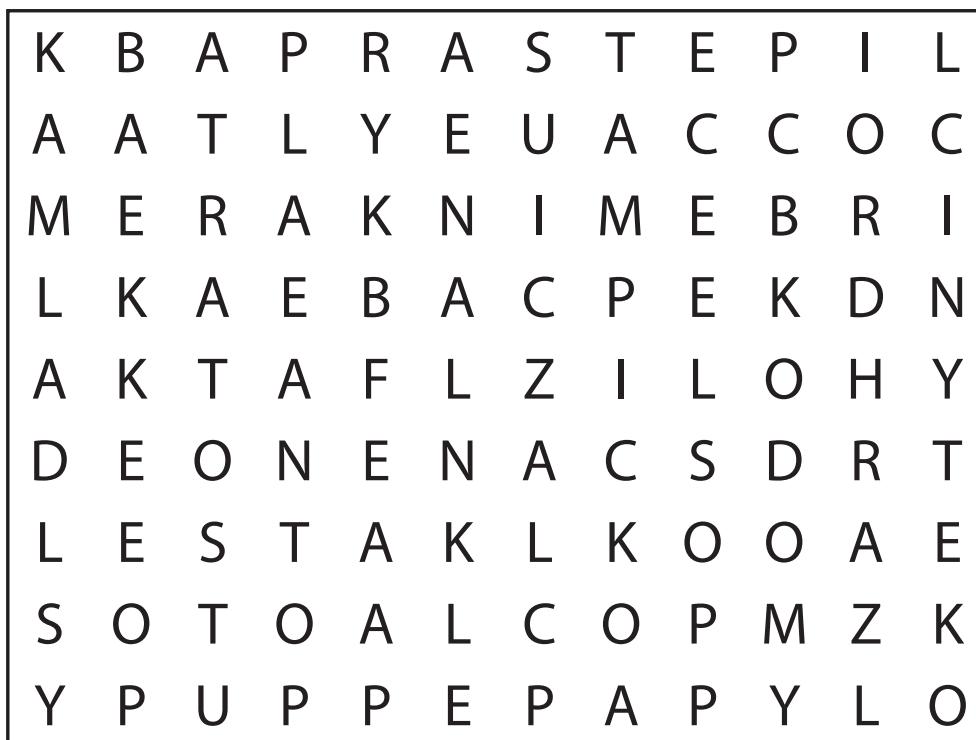 K B A P R A S T E P I L
A A T L Y E U A C C O C
M E R A K N I M E B R I
L K A E B A C P E K D N
A K T A F L Z I L O H Y
D E O N E N A C S D R T
L E S T A K L K O O A E
S O T O A L C O P M Z K
Y P U P P E P A P Y L O